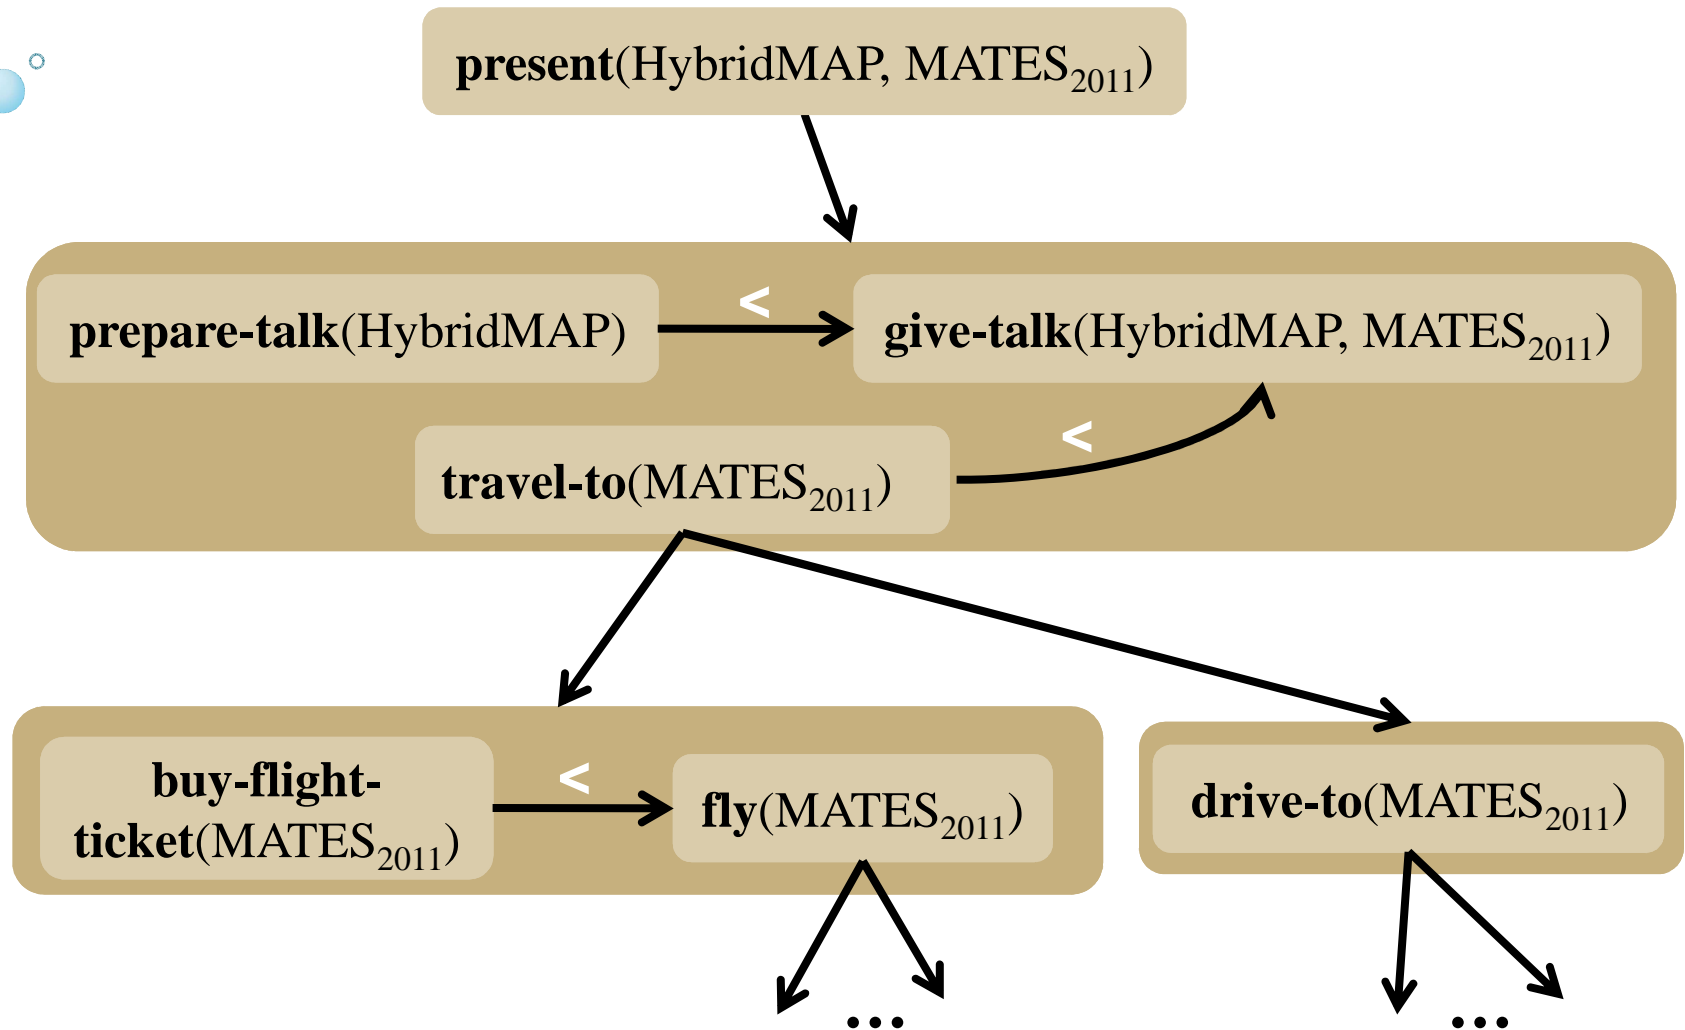 present(HybridMAP, MATES₂₀₁₁)
prepare-talk(HybridMAP)
<
give-talk(HybridMAP, MATES₂₀₁₁)
travel-to(MATES₂₀₁₁)
<
buy-flight-
ticket(MATES₂₀₁₁)
<
fly(MATES₂₀₁₁)
drive-to(MATES₂₀₁₁)
...
...